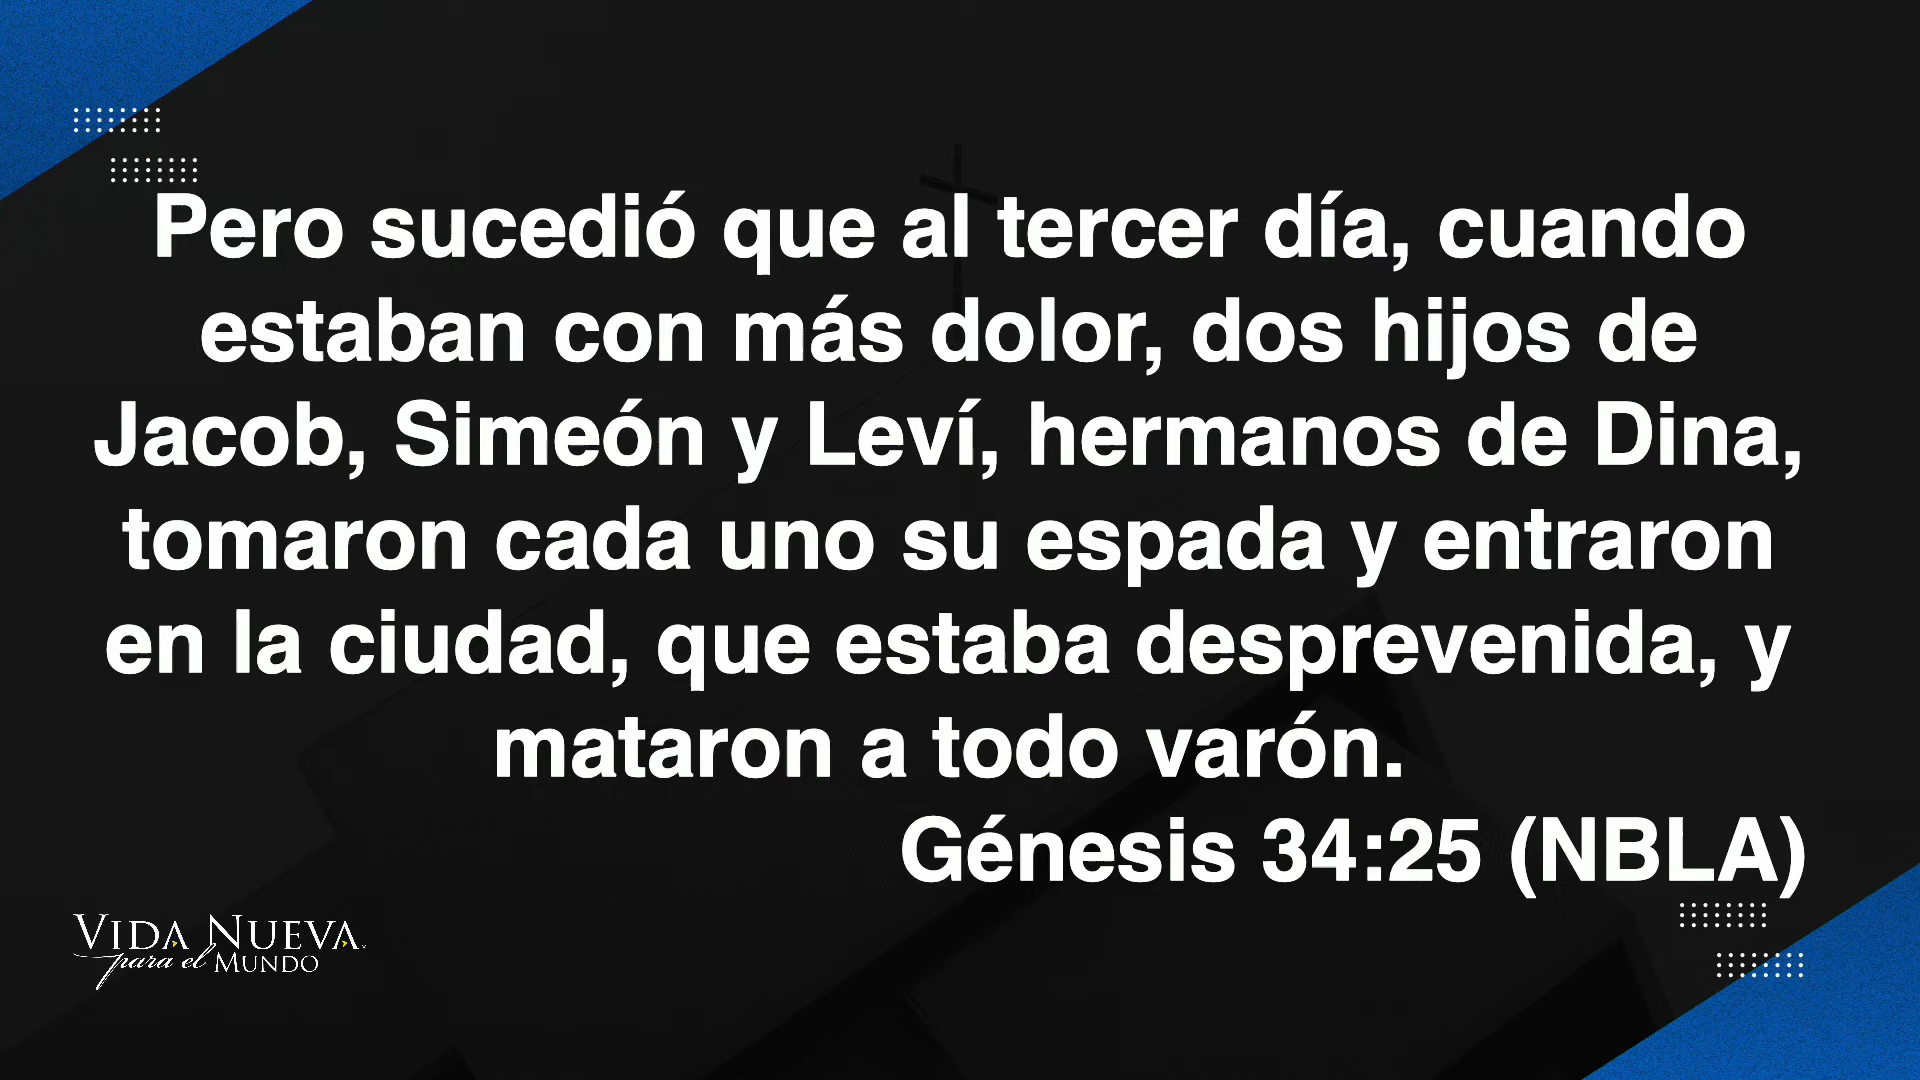 Pero sucedió que al tercer día, cuando
estaban con más dolor, dos hijos de
Jacob, Simeón y Leví, hermanos de Dina,
tomaron cada uno su espada y entraron
en la ciudad, que estaba desprevenida, y
mataron a todo varón.
Génesis 34:25 (NBLA)
VIDA NUEVA
para el MUNDO